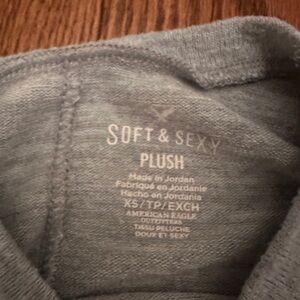 SOFT & SEXY
PLUSH
Made in Jordan
Fabriqué en Jordanie
Hecho en Jordania
XS/TP/EXCH
AMERICAN EAGLE
OUTFITTERS
TISSU PELUCHE
DOUX ET SEXY